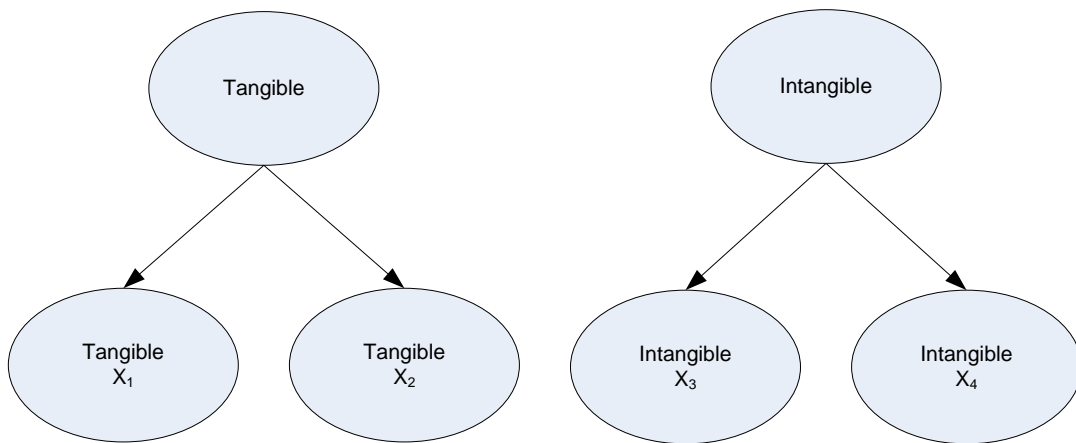 Tangible
Intangible
Tangible
X₁
Tangible
X₂
Intangible
X₃
Intangible
X₄